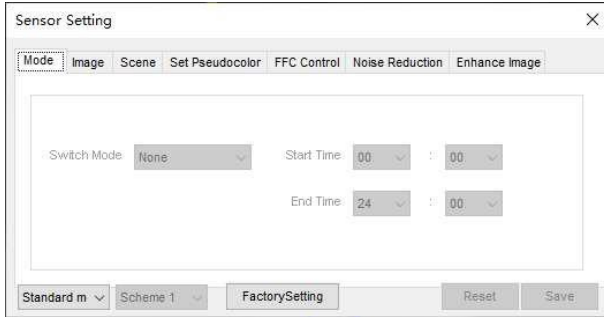 Sensor Setting
Mode Image Scene Set Pseudocolor FFC Control Noise Reduction Enhance Image
Switch Mode None Start Time 00 : 00
End Time 24 : 00
Standard m Scheme 1 FactorySetting Reset Save